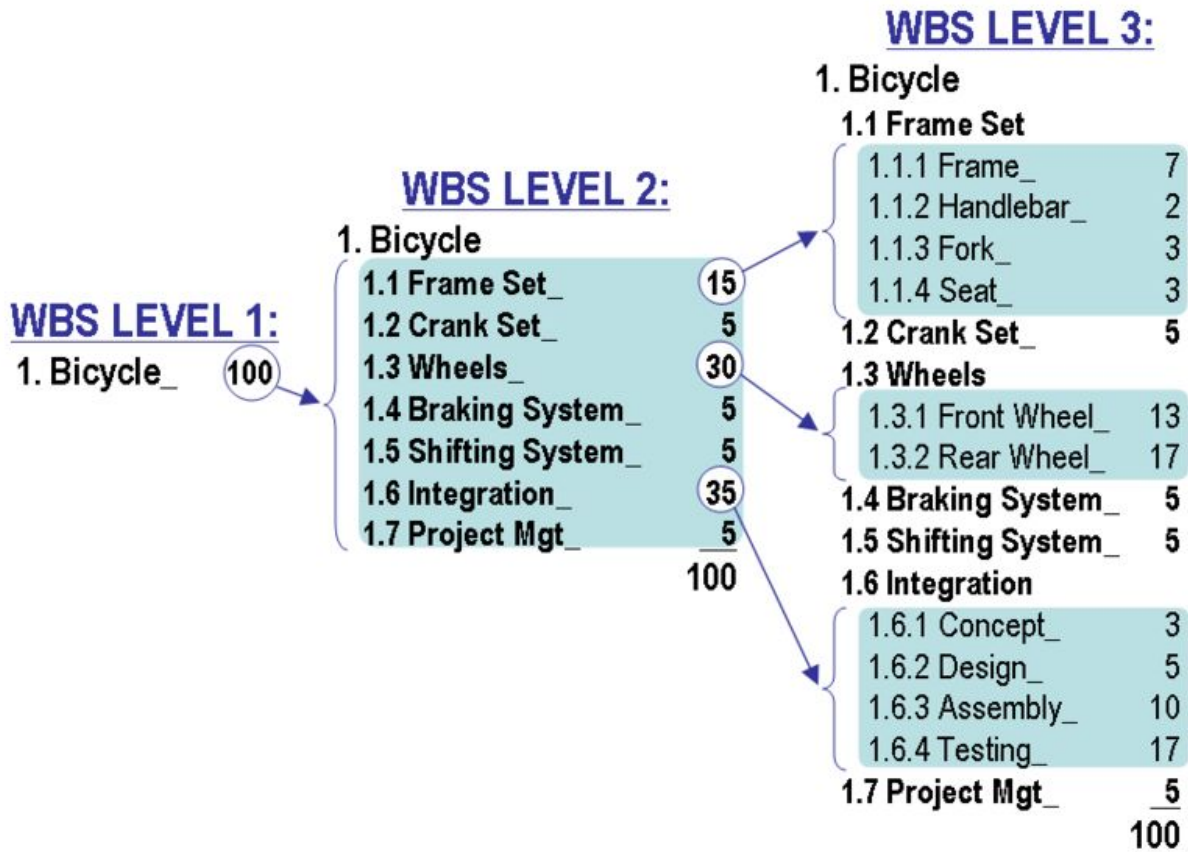 WBS LEVEL 1:
1. Bicycle_ 100
WBS LEVEL 2:
1. Bicycle
1.1 Frame Set_ 15
1.2 Crank Set_ 5
1.3 Wheels_ 30
1.4 Braking System_ 5
1.5 Shifting System_ 5
1.6 Integration_ 35
1.7 Project Mgt_ 5
100
WBS LEVEL 3:
1. Bicycle
1.1 Frame Set
1.1.1 Frame_ 7
1.1.2 Handlebar_ 2
1.1.3 Fork_ 3
1.1.4 Seat_ 3
1.2 Crank Set_ 5
1.3 Wheels
1.3.1 Front Wheel_ 13
1.3.2 Rear Wheel_ 17
1.4 Braking System_ 5
1.5 Shifting System_ 5
1.6 Integration
1.6.1 Concept_ 3
1.6.2 Design_ 5
1.6.3 Assembly_ 10
1.6.4 Testing_ 17
1.7 Project Mgt_ 5
100